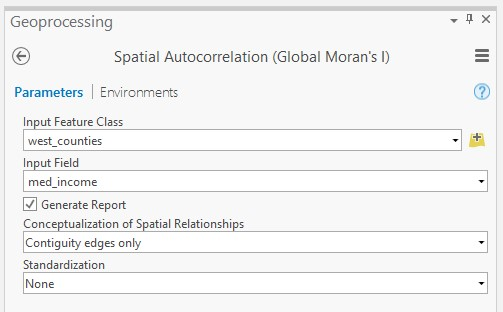 Geoprocessing
Spatial Autocorrelation (Global Moran's I)
Parameters | Environments
Input Feature Class
west_counties
Input Field
med_income
Generate Report
Conceptualization of Spatial Relationships
Contiguity edges only
Standardization
None